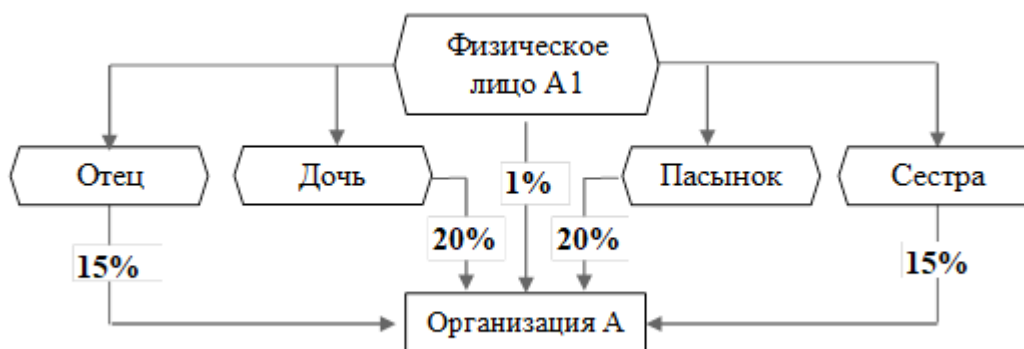 Физическое
лицо А1
Отец
Дочь
1%
Пасынок
Сестра
20%
20%
15%
15%
Организация А